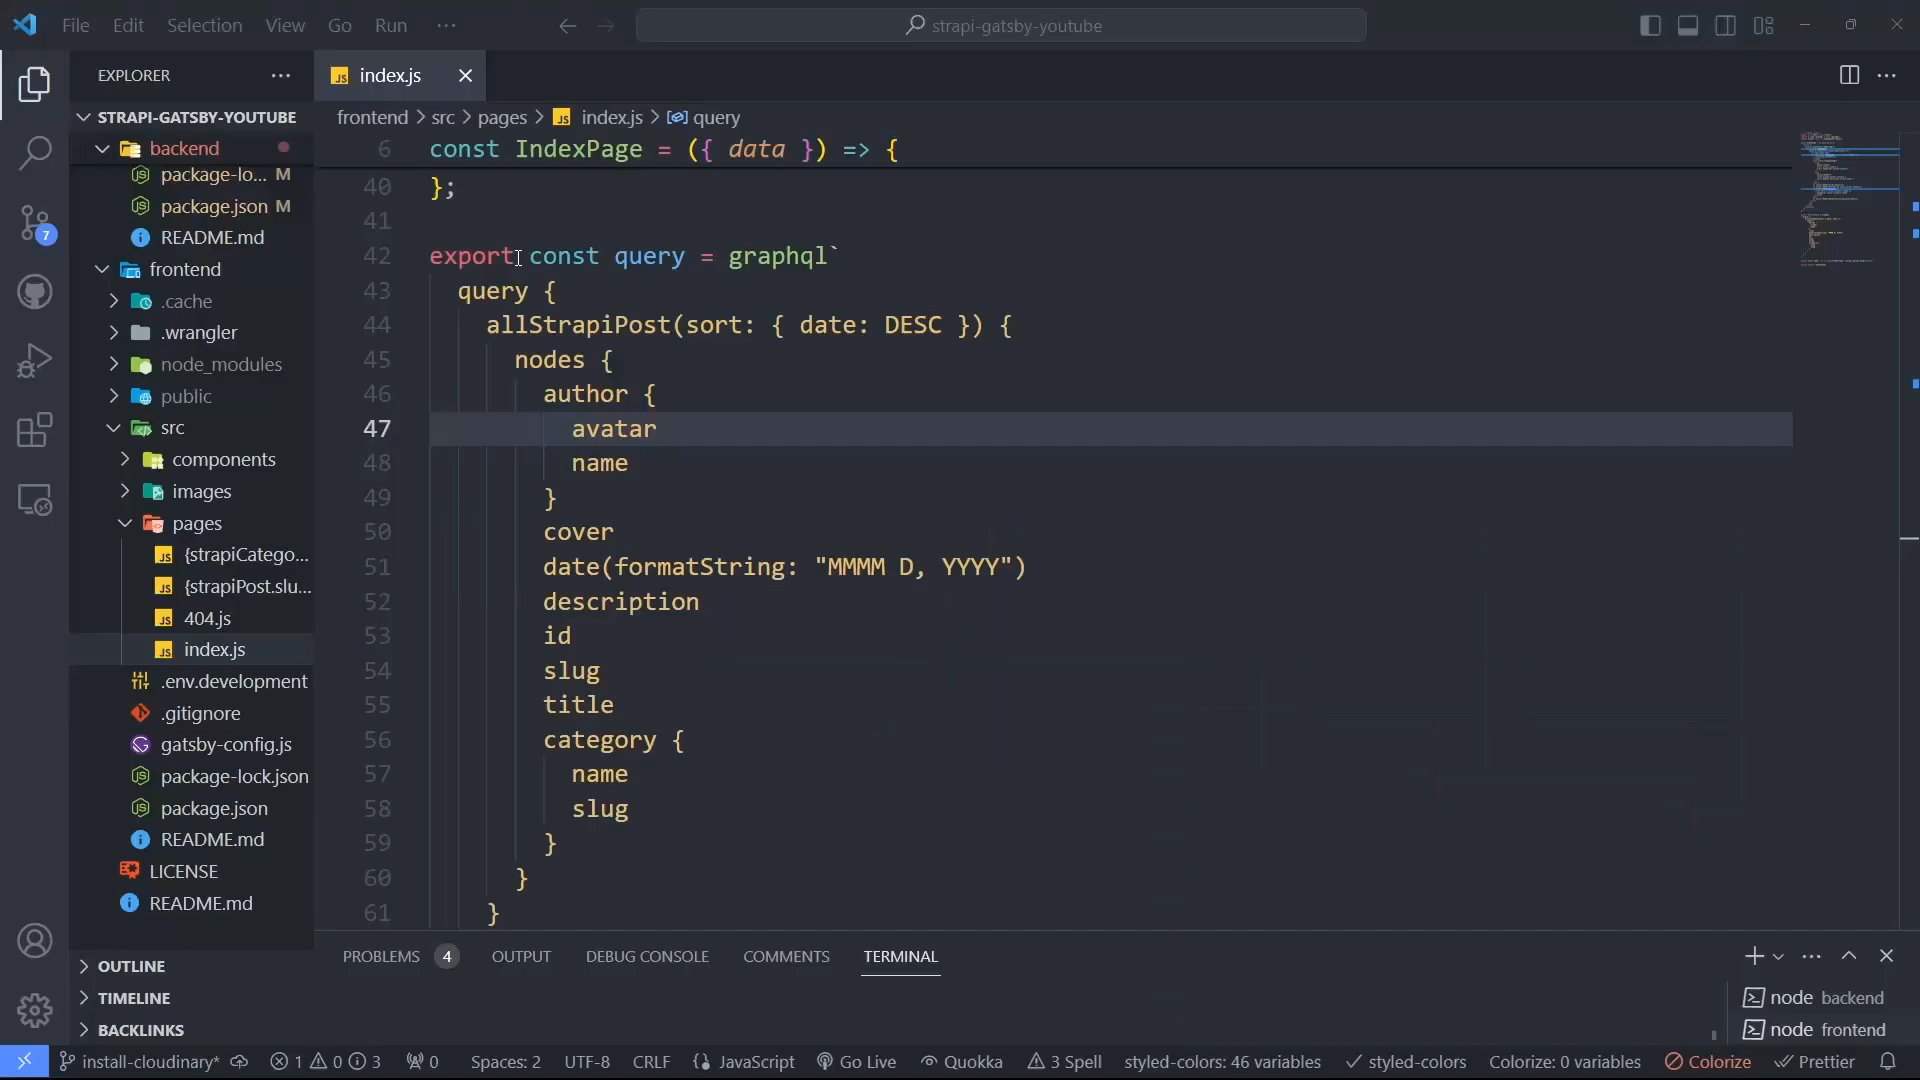 File Edit Selection View Go Run ···
strapi-gatsby-youtube
EXPLORER ···
STRAPI-GATSBY-YOUTUBE
backend
package-lo... M
package.json M
README.md
frontend
.cache
.wrangler
node_modules
public
src
components
images
pages
{strapiCatego...
{strapiPost.slu...
404.js
index.js
.env.development
.gitignore
gatsby-config.js
package-lock.json
package.json
README.md
LICENSE
README.md
OUTLINE
TIMELINE
BACKLINKS
7
JS index.js
frontend > src > pages > JS index.js > query
6 const IndexPage = ({ data }) => {
40 };
41
42 export const query = graphql`
43 query {
44 allStrapiPost(sort: { date: DESC }) {
45 nodes {
46 author {
47 avatar
48 name
49 }
50 cover
51 date(formatString: "MMMM D, YYYY")
52 description
53 id
54 slug
55 title
56 category {
57 name
58 slug
59 }
60 }
61 }
PROBLEMS 4 OUTPUT DEBUG CONSOLE COMMENTS TERMINAL
node backend
node frontend
install-cloudinary* 1 0 3 0 Spaces: 2 UTF-8 CRLF {} JavaScript Go Live Quokka 3 Spell styled-colors: 46 variables styled-colors Colorize: 0 variables Colorize Prettier